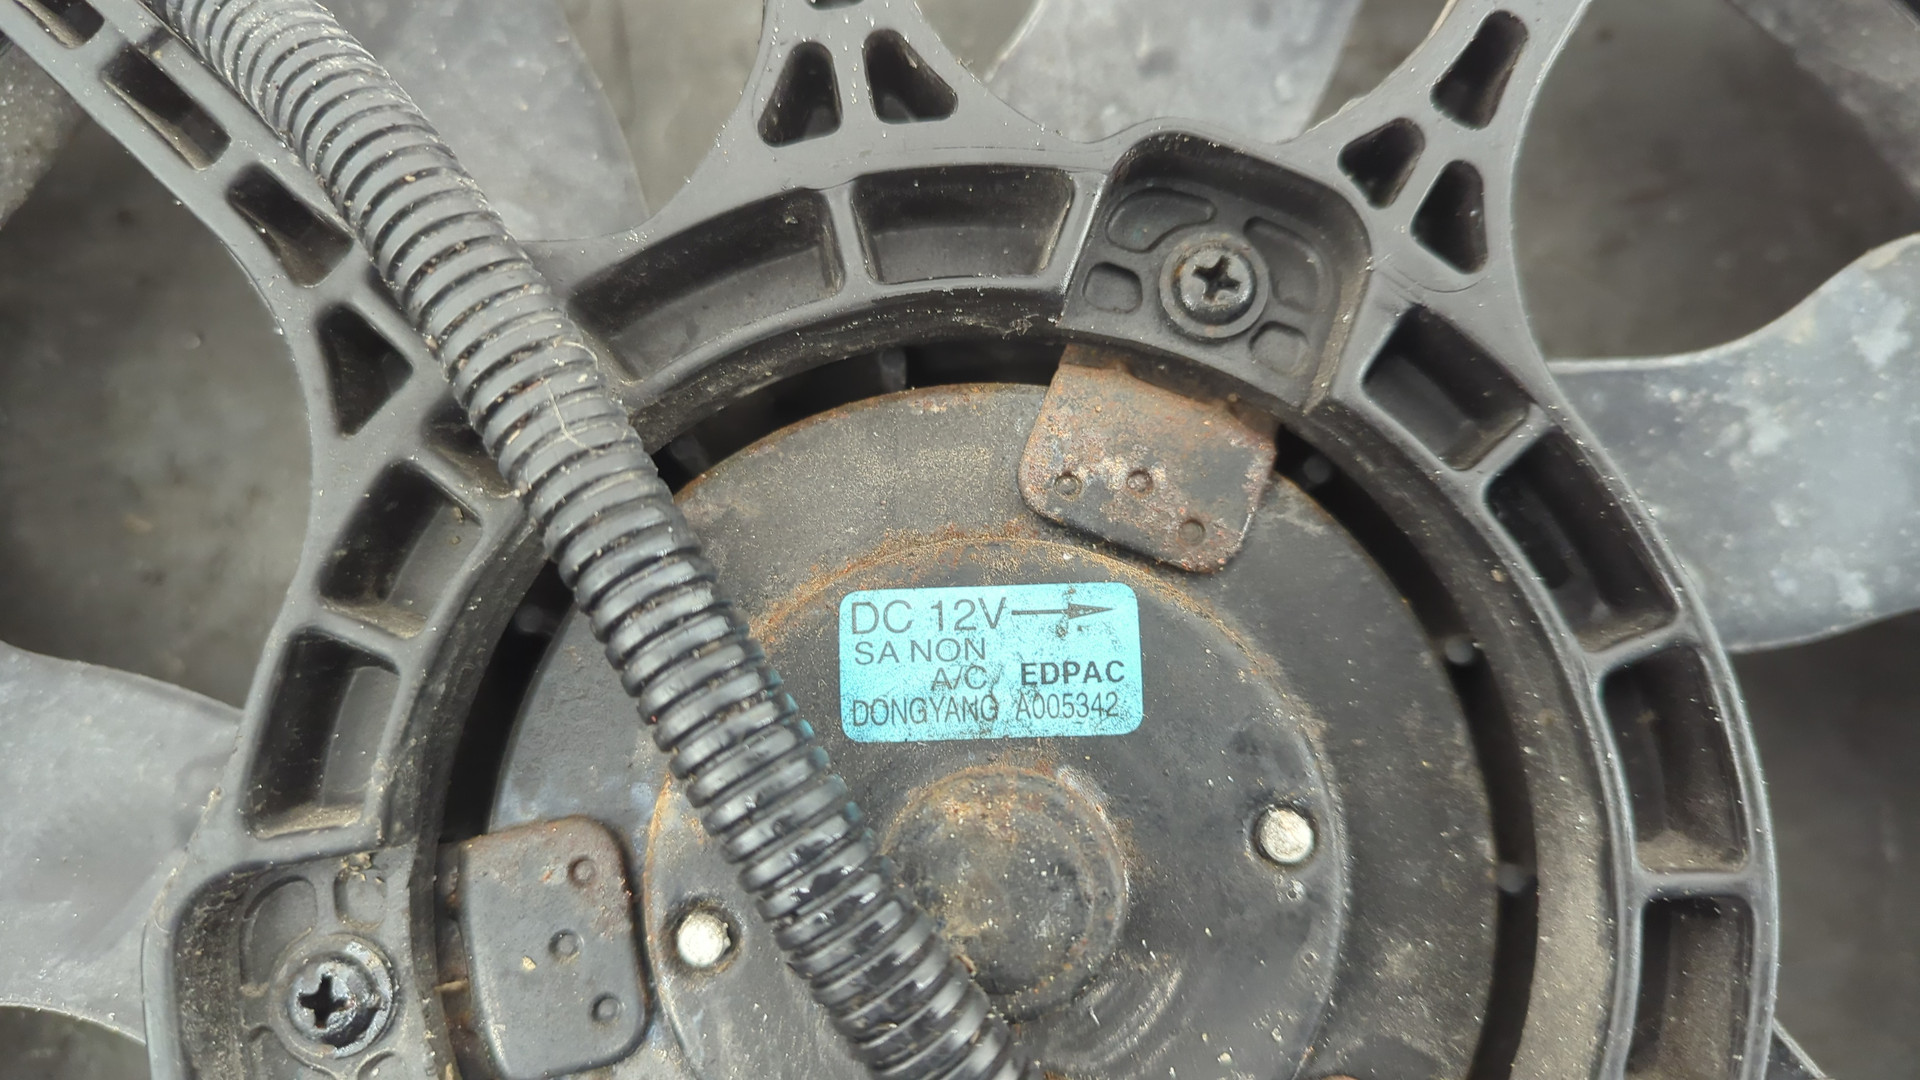 DC 12V
SA NON
A/C EDPAC
DONGYANG A005342